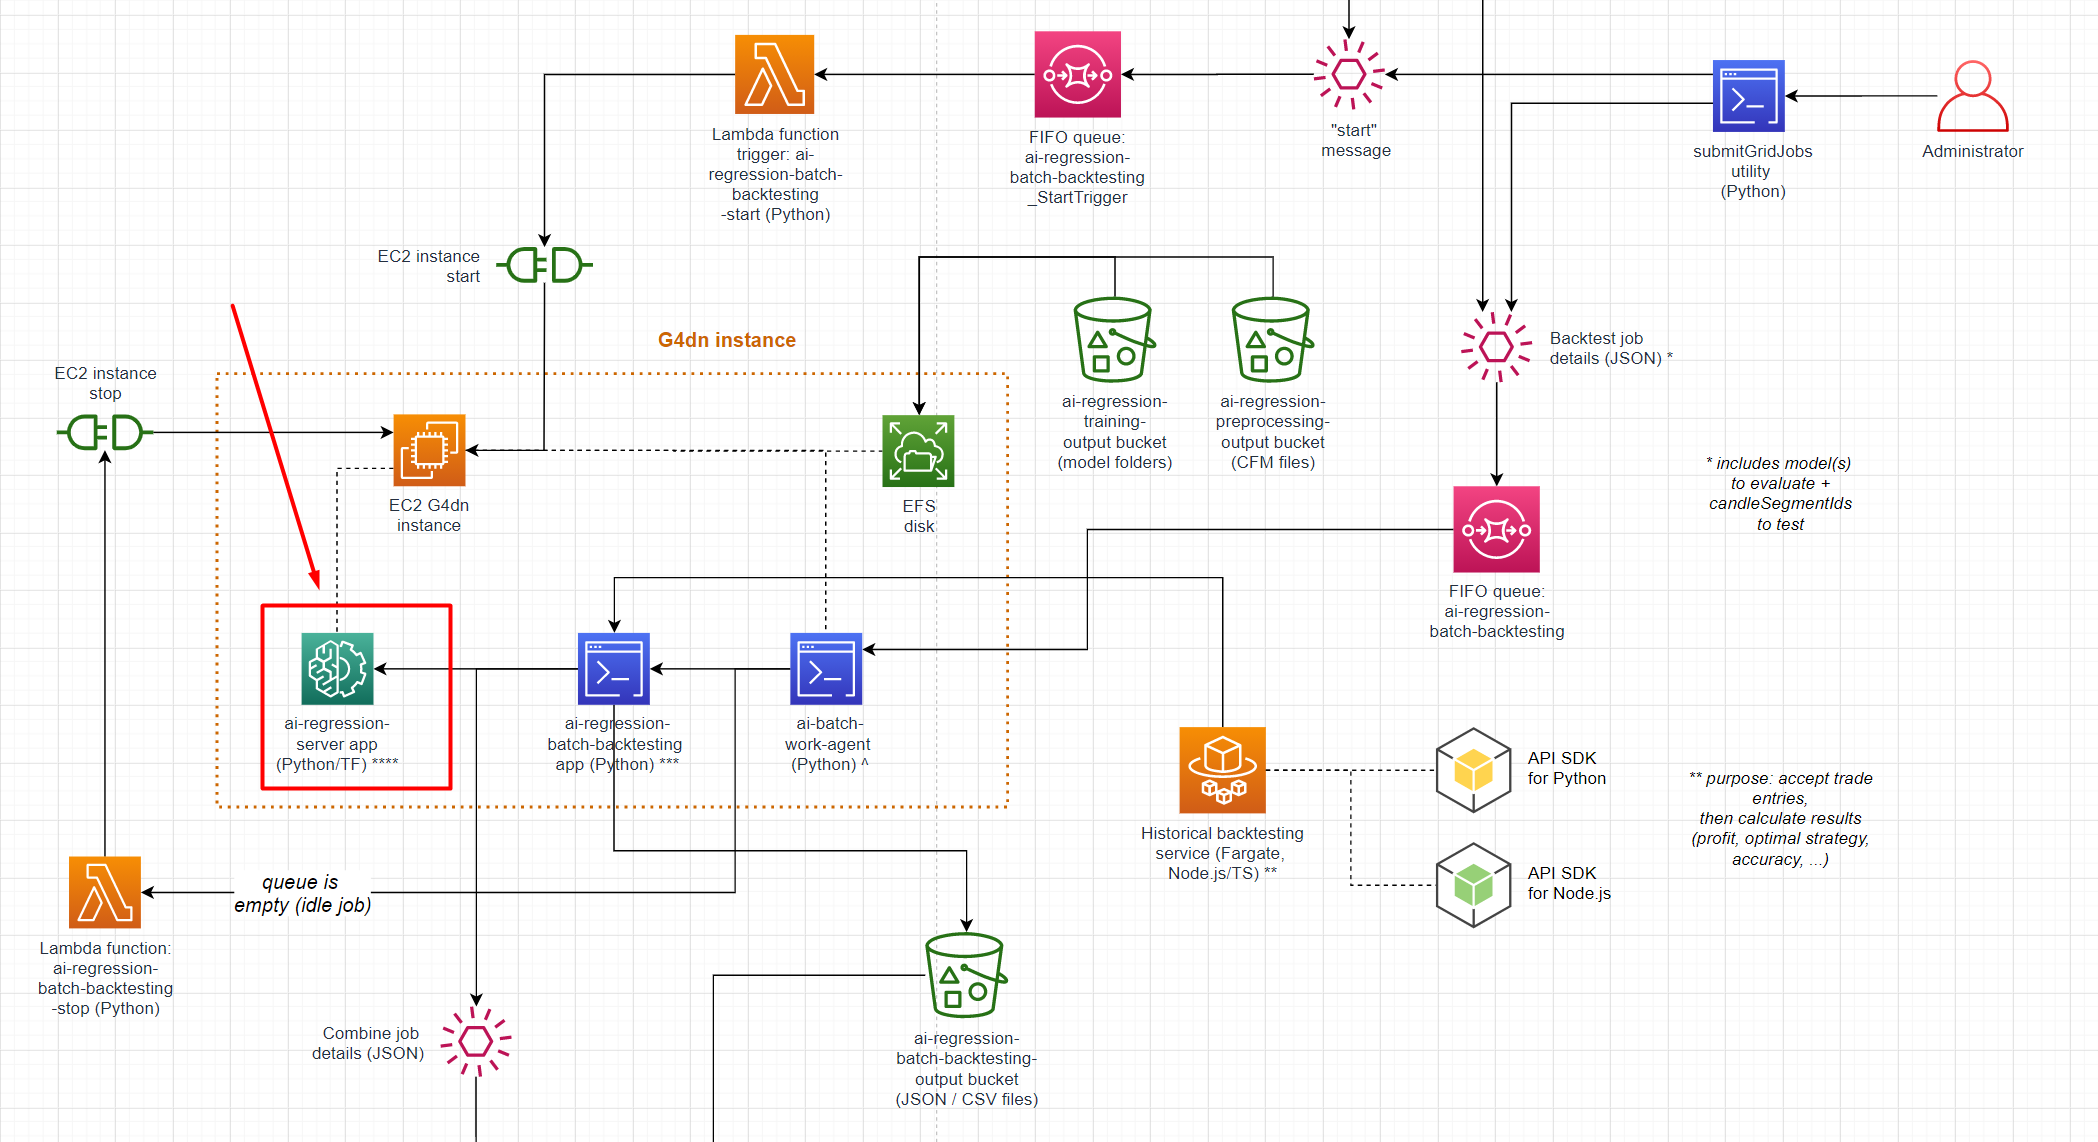 Lambda function
trigger: ai-
regression-batch-
backtesting
-start (Python)
FIFO queue:
ai-regression-
batch-backtesting
_StartTrigger
"start"
message
submitGridJobs
utility
(Python)
Administrator
EC2 instance
start
G4dn instance
EC2 instance
stop
EC2 G4dn
instance
EFS
disk
ai-regression-
training-
output bucket
(model folders)
ai-regression-
preprocessing-
output bucket
(CFM files)
Backtest job
details (JSON) *
* includes model(s)
to evaluate +
candleSegmentIds
to test
FIFO queue:
ai-regression-
batch-backtesting
ai-regression-
server app
(Python/TF) ****
ai-regression-
batch-backtesting
app (Python) ***
ai-batch-
work-agent
(Python) ^
Historical backtesting
service (Fargate,
Node.js/TS) **
API SDK
for Python
API SDK
for Node.js
** purpose: accept trade
entries,
then calculate results
(profit, optimal strategy,
accuracy, ...)
queue is
empty (idle job)
Lambda function:
ai-regression-
batch-backtesting
-stop (Python)
Combine job
details (JSON)
ai-regression-
batch-backtesting-
output bucket
(JSON / CSV files)